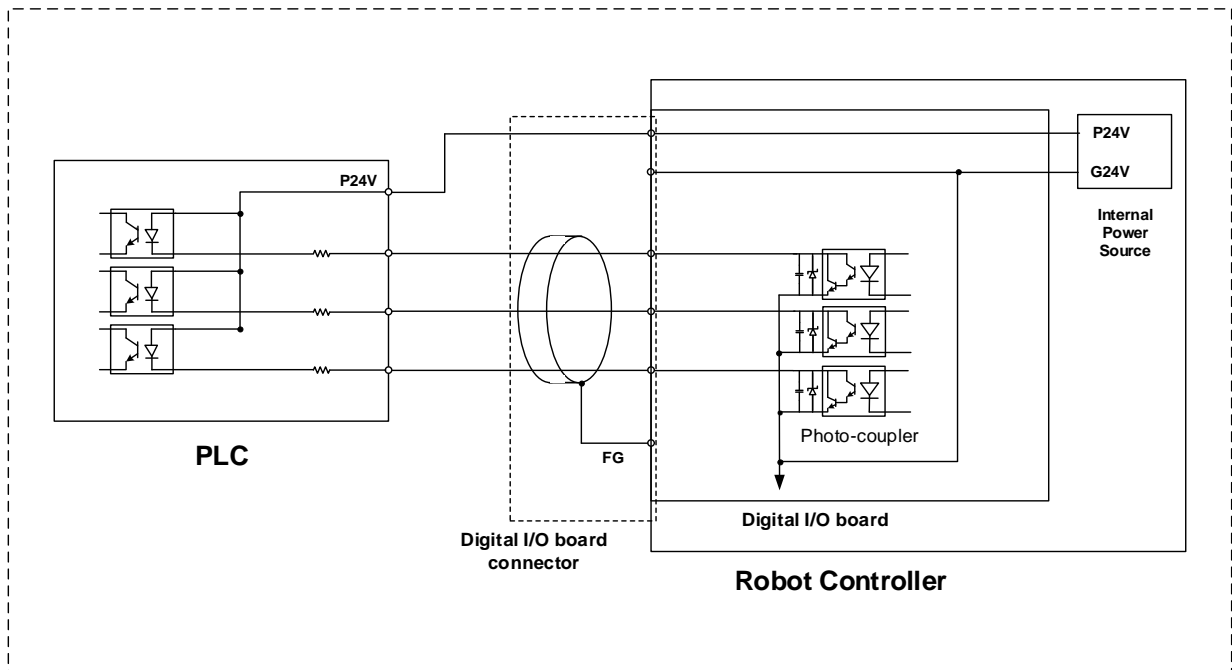 P24V
G24V
Internal
Power
Source
P24V
Photo-coupler
PLC
FG
Digital I/O board
Digital I/O board
connector
Robot Controller